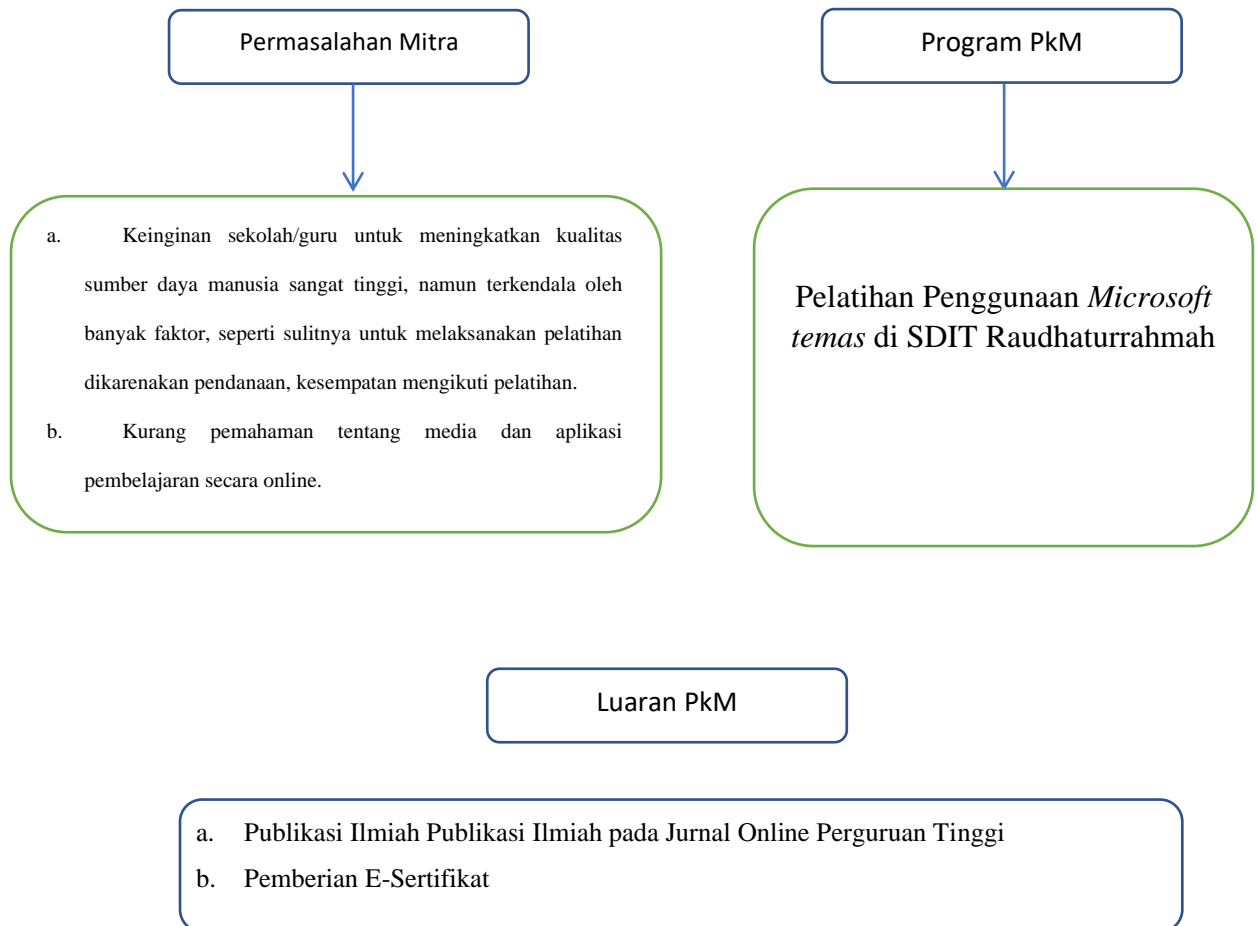 Permasalahan Mitra
Program PkM
a. Keinginan sekolah/guru untuk meningkatkan kualitas
sumber daya manusia sangat tinggi, namun terkendala oleh
banyak faktor, seperti sulitnya untuk melaksanakan pelatihan
dikarenakan pendanaan, kesempatan mengikuti pelatihan.
b. Kurang pemahaman tentang media dan aplikasi
pembelajaran secara online.
Pelatihan Penggunaan Microsoft
temas di SDIT Raudhaturrahmah
Luaran PkM
a. Publikasi Ilmiah Publikasi Ilmiah pada Jurnal Online Perguruan Tinggi
b. Pemberian E-Sertifikat